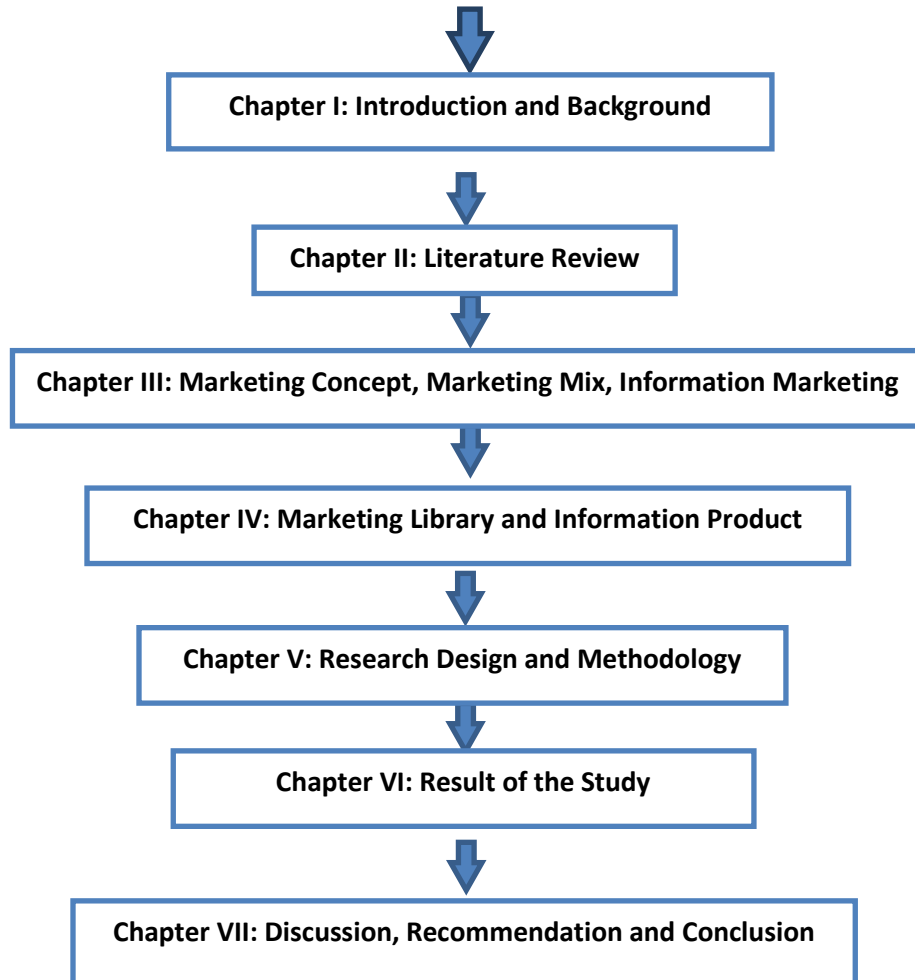 Chapter I: Introduction and Background
Chapter II: Literature Review
Chapter III: Marketing Concept, Marketing Mix, Information Marketing
Chapter IV: Marketing Library and Information Product
Chapter V: Research Design and Methodology
Chapter VI: Result of the Study
Chapter VII: Discussion, Recommendation and Conclusion